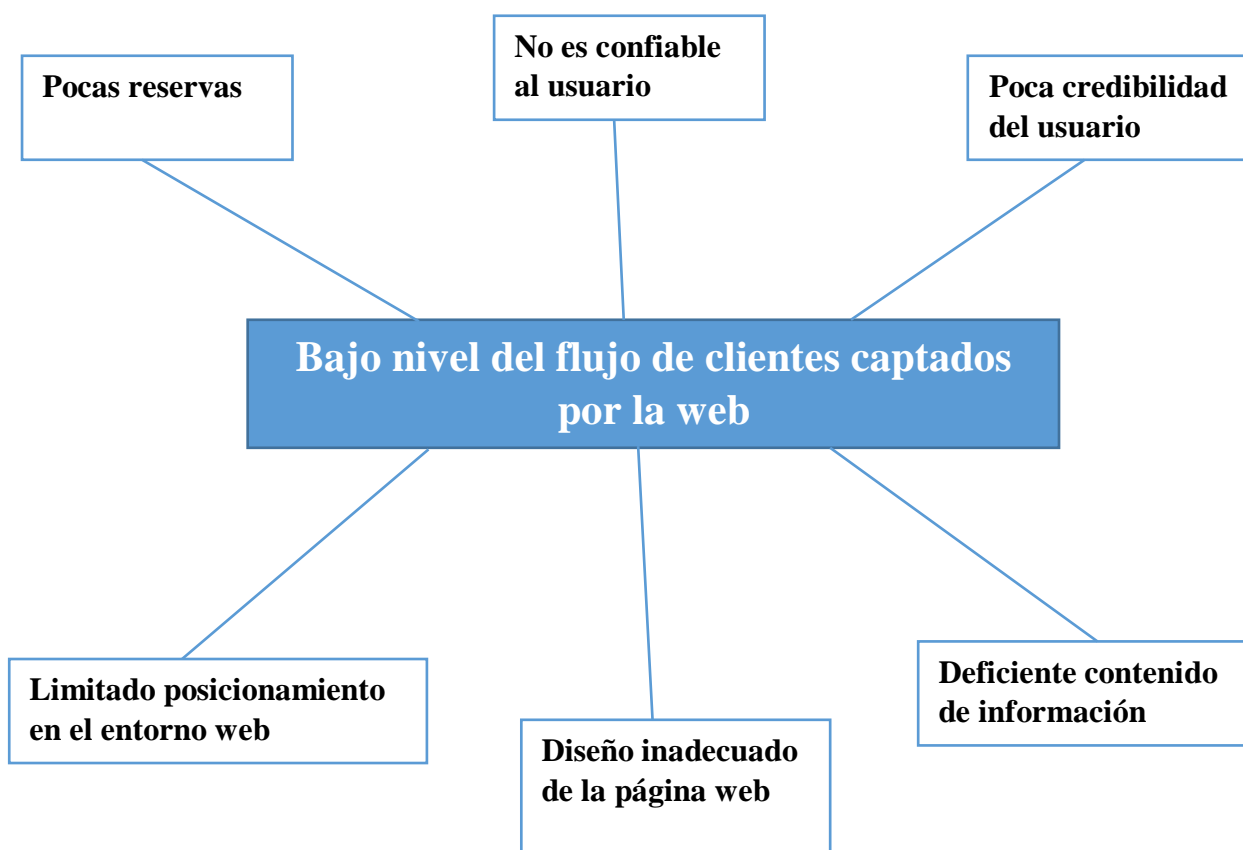 Pocas reservas
No es confiable
al usuario
Poca credibilidad
del usuario
Bajo nivel del flujo de clientes captados
por la web
Limitado posicionamiento
en el entorno web
Diseño inadecuado
de la página web
Deficiente contenido
de información